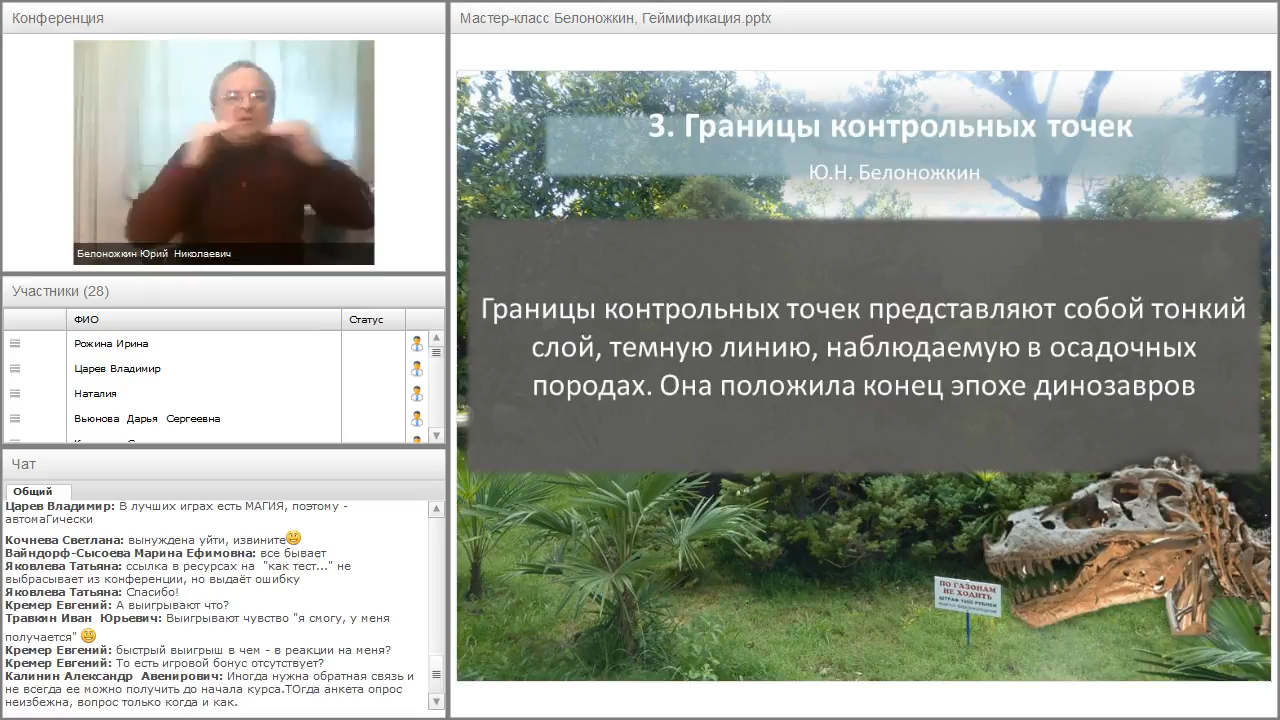 Конференция
Белоножкин Юрий Николаевич
Участники (28)
ФИО
Статус
Рожина Ирина
Царев Владимир
Наталия
Вьюнова Дарья Сергеевна
Чат
Общий
Царев Владимир: В лучших играх есть МАГИЯ, поэтому -
автомаГически
Кочнева Светлана: вынуждена уйти, извините
Вайндорф-Сысоева Марина Ефимовна: все бывает
Яковлева Татьяна: ссылка в ресурсах на "как тест..." не
выбрасывает из конференции, но выдаёт ошибку
Яковлева Татьяна: Спасибо!
Кремер Евгений: А выигрывают что?
Травкин Иван Юрьевич: Выигрывают чувство "я смогу, у меня
получается"
Кремер Евгений: быстрый выигрыш в чем - в реакции на меня?
Кремер Евгений: То есть игровой бонус отсутствует?
Калинин Александр Авенирович: Иногда нужна обратная связь и
не всегда ее можно получить до начала курса.ТОгда анкета опрос
неизбежна, вопрос только когда и как.
Мастер-класс Белоножкин, Геймификация.pptx
3. Границы контрольных точек
Ю.Н. Белоножкин
Границы контрольных точек представляют собой тонкий
слой, темную линию, наблюдаемую в осадочных
породах. Она положила конец эпохе динозавров
ПО ГАЗОНАМ
НЕ ХОДИТЬ
ШТРАФ 1000 РУБЛЕЙ